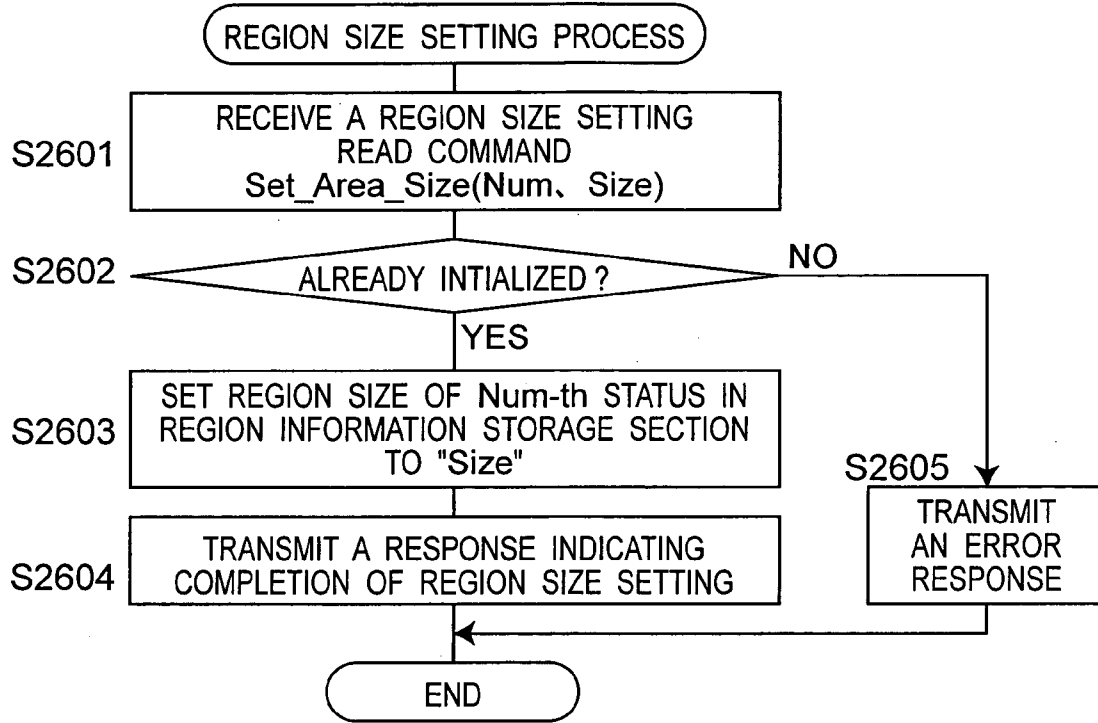 REGION SIZE SETTING PROCESS
S2601
RECEIVE A REGION SIZE SETTING
READ COMMAND
Set_Area_Size(Num、Size)
S2602
ALREADY INTIALIZED?
NO
YES
S2603
SET REGION SIZE OF Num-th STATUS IN
REGION INFORMATION STORAGE SECTION
TO "Size"
S2605
TRANSMIT
AN ERROR
RESPONSE
S2604
TRANSMIT A RESPONSE INDICATING
COMPLETION OF REGION SIZE SETTING
END